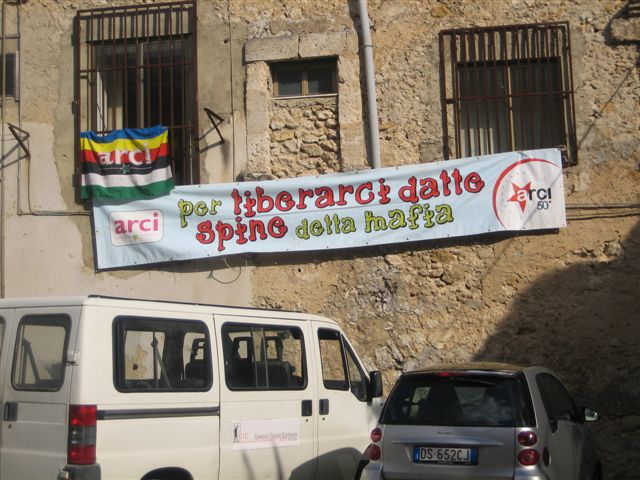 arci
arci
per liberarci dalle
spine della mafia
arci
50°
DS 652CJ